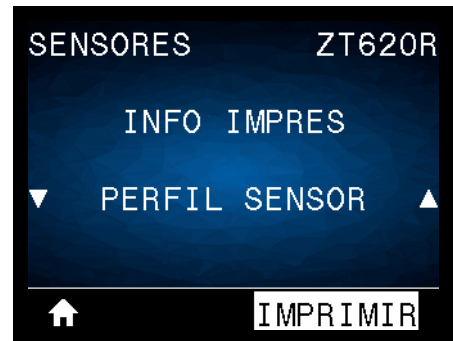 SENSORES ZT620R
INFO IMPRES
PERFIL SENSOR
IMPRIMIR